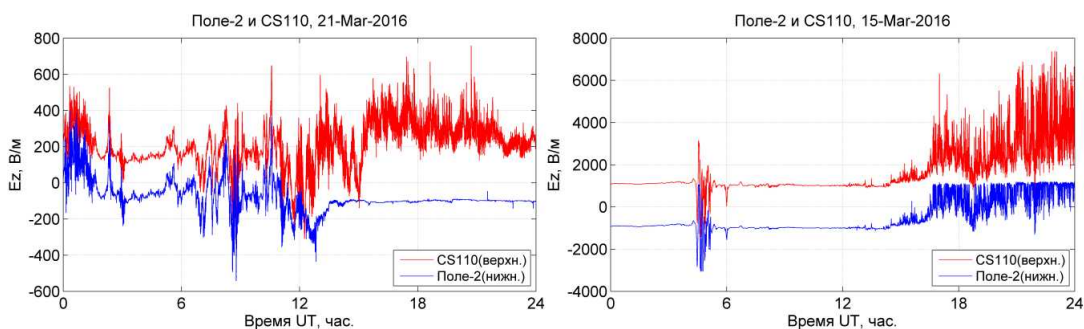 Поле-2 и CS110, 21-Mar-2016
800
600
400
200
0
-200
-400
-600
Ez, В/м
0
6
12
18
24
Время UT, час.
CS110(верхн.)
Поле-2(нижн.)
Поле-2 и CS110, 15-Mar-2016
8000
6000
4000
2000
0
-2000
-4000
Ez, В/м
0
6
12
18
24
Время UT, час.
CS110(верхн.)
Поле-2(нижн.)